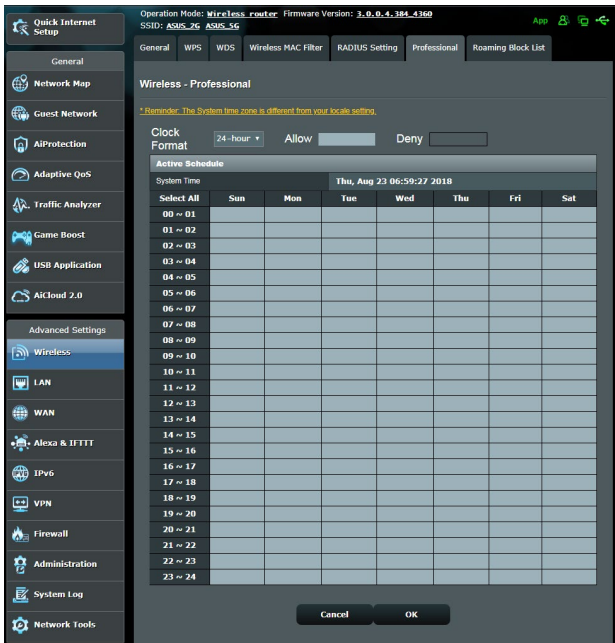 Quick Internet
Setup
General
Network Map
Guest Network
AiProtection
Adaptive QoS
Traffic Analyzer
Game Boost
USB Application
AiCloud 2.0
Advanced Settings
Wireless
LAN
WAN
Alexa & IFTTT
IPv6
VPN
Firewall
Administration
System Log
Network Tools
Operation Mode: Wireless router Firmware Version: 3.0.0.4.384_4360
SSID: ASUS_2G ASUS_5G
App
General WPS WDS Wireless MAC Filter RADIUS Setting Professional Roaming Block List
Wireless - Professional
* Reminder: The System time zone is different from your locale setting.
Clock
Format
24-hour Allow Deny
Active Schedule
System Time Thu, Aug 23 06:59:27 2018
Select All Sun Mon Tue Wed Thu Fri Sat
00 ~ 01
01 ~ 02
02 ~ 03
03 ~ 04
04 ~ 05
05 ~ 06
06 ~ 07
07 ~ 08
08 ~ 09
09 ~ 10
10 ~ 11
11 ~ 12
12 ~ 13
13 ~ 14
14 ~ 15
15 ~ 16
16 ~ 17
17 ~ 18
18 ~ 19
19 ~ 20
20 ~ 21
21 ~ 22
22 ~ 23
23 ~ 24
Cancel OK